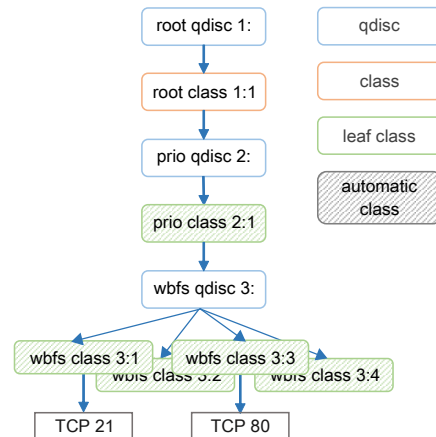 root qdisc 1:
qdisc
root class 1:1
class
prio qdisc 2:
leaf class
automatic
class
prio class 2:1
wbfs qdisc 3:
wbfs class 3:1
wbfs class 3:2
wbfs class 3:3
wbfs class 3:4
TCP 21
TCP 80